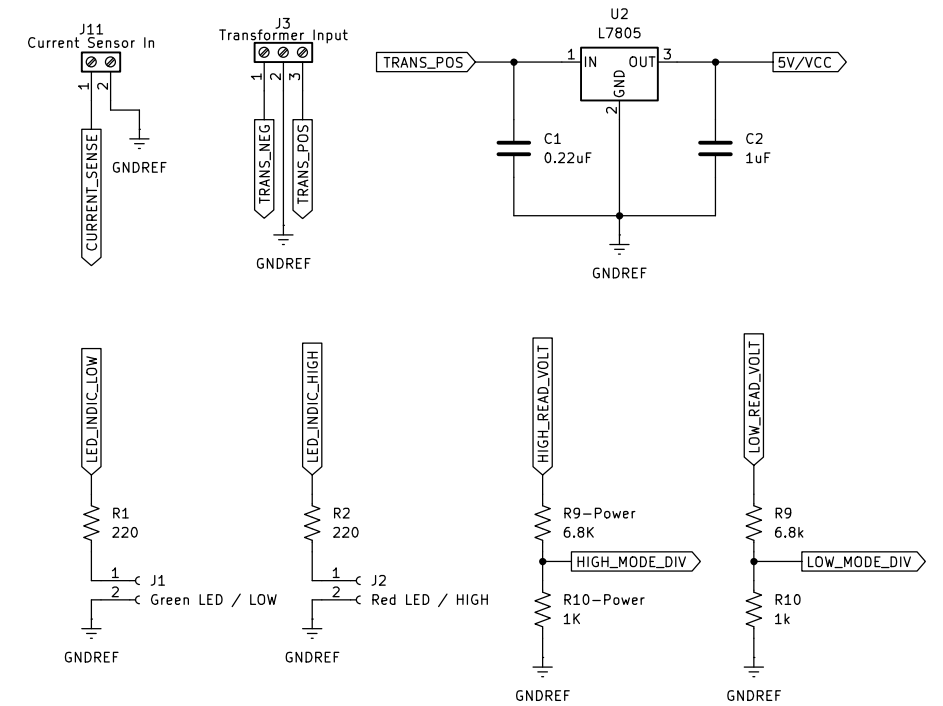 J11
Current Sensor In
1
2
CURRENT_SENSE
GNDREF
J3
Transformer Input
1
2
3
TRANS_NEG
TRANS_POS
GNDREF
U2
L7805
TRANS_POS
1
IN
OUT
3
5V/VCC
GND
2
C1
0.22uF
C2
1uF
GNDREF
LED_INDIC_LOW
R1
220
1
J1
2
Green LED / LOW
GNDREF
LED_INDIC_HIGH
R2
220
1
J2
2
Red LED / HIGH
GNDREF
HIGH_READ_VOLT
R9-Power
6.8K
HIGH_MODE_DIV
R10-Power
1K
GNDREF
LOW_READ_VOLT
R9
6.8k
LOW_MODE_DIV
R10
1k
GNDREF